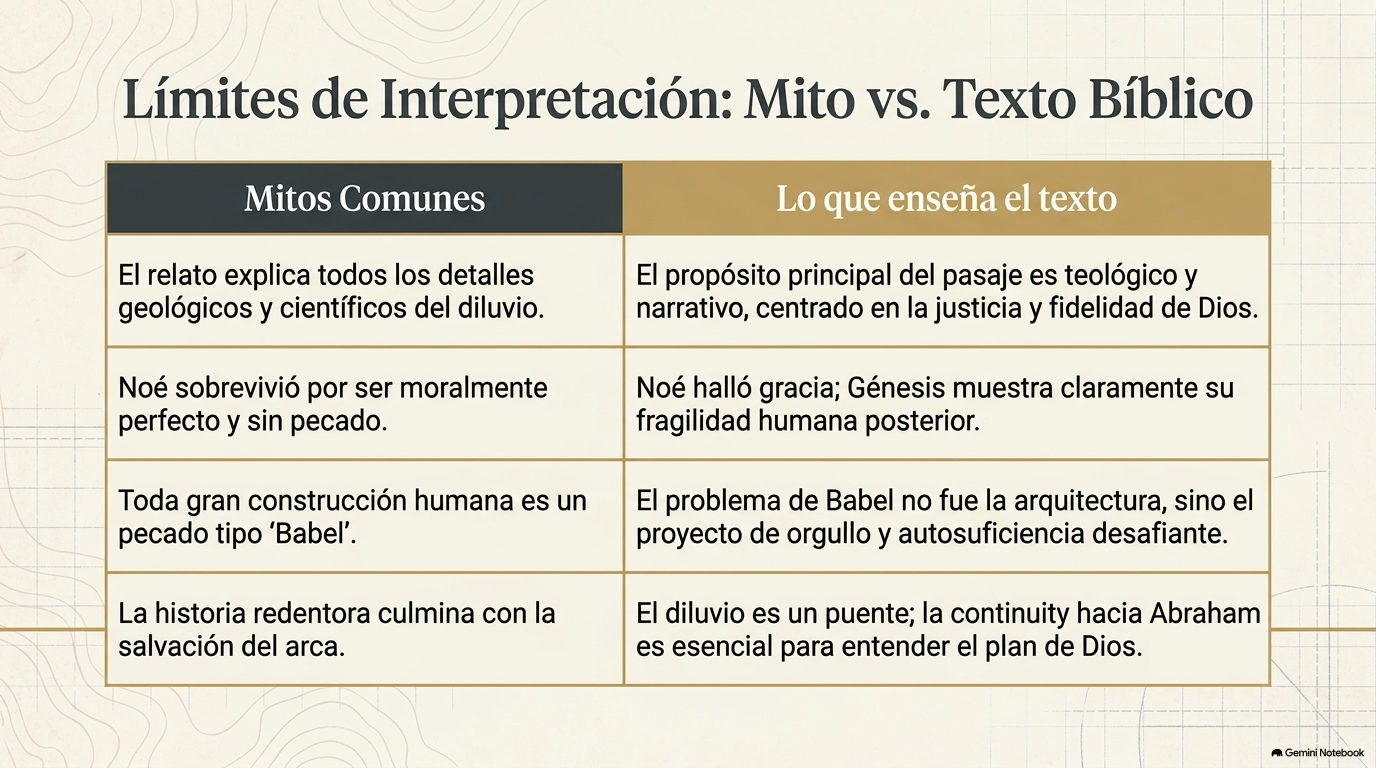 Límites de Interpretación: Mito vs. Texto Bíblico
Mitos Comunes
Lo que enseña el texto
El relato explica todos los detalles
geológicos y científicos del diluvio.
El propósito principal del pasaje es teológico y
narrativo, centrado en la justicia y fidelidad de Dios.
Noé sobrevivió por ser moralmente
perfecto y sin pecado.
Noé halló gracia; Génesis muestra claramente su
fragilidad humana posterior.
Toda gran construcción humana es un
pecado tipo ‘Babel’.
El problema de Babel no fue la arquitectura, sino el
proyecto de orgullo y autosuficiencia desafiante.
La historia redentora culmina con la
salvación del arca.
El diluvio es un puente; la continuity hacia Abraham
es esencial para entender el plan de Dios.
Gemini Notebook